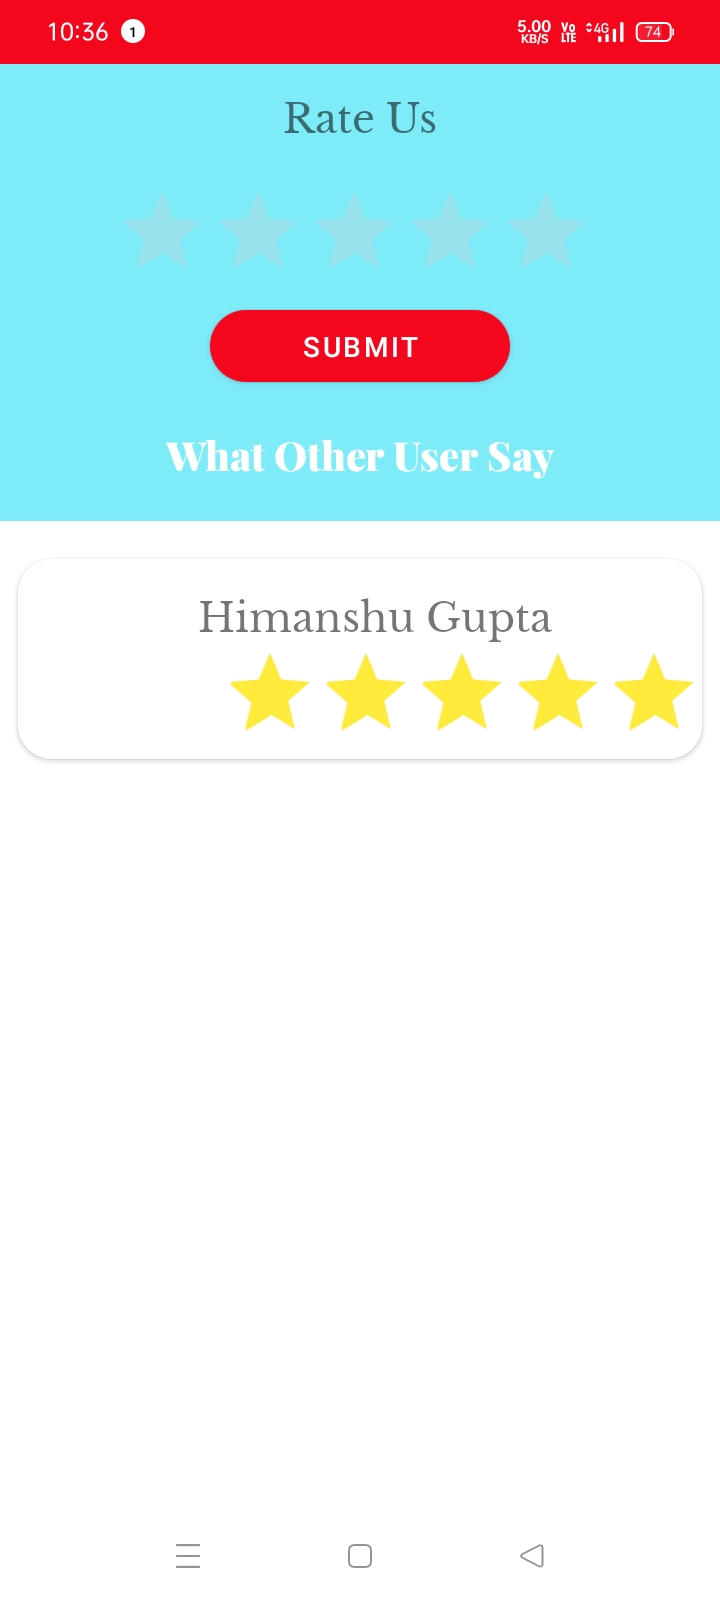 10:36 1 5.00 KB/S Vo LTE 4G 74
Rate Us
SUBMIT
What Other User Say
Himanshu Gupta